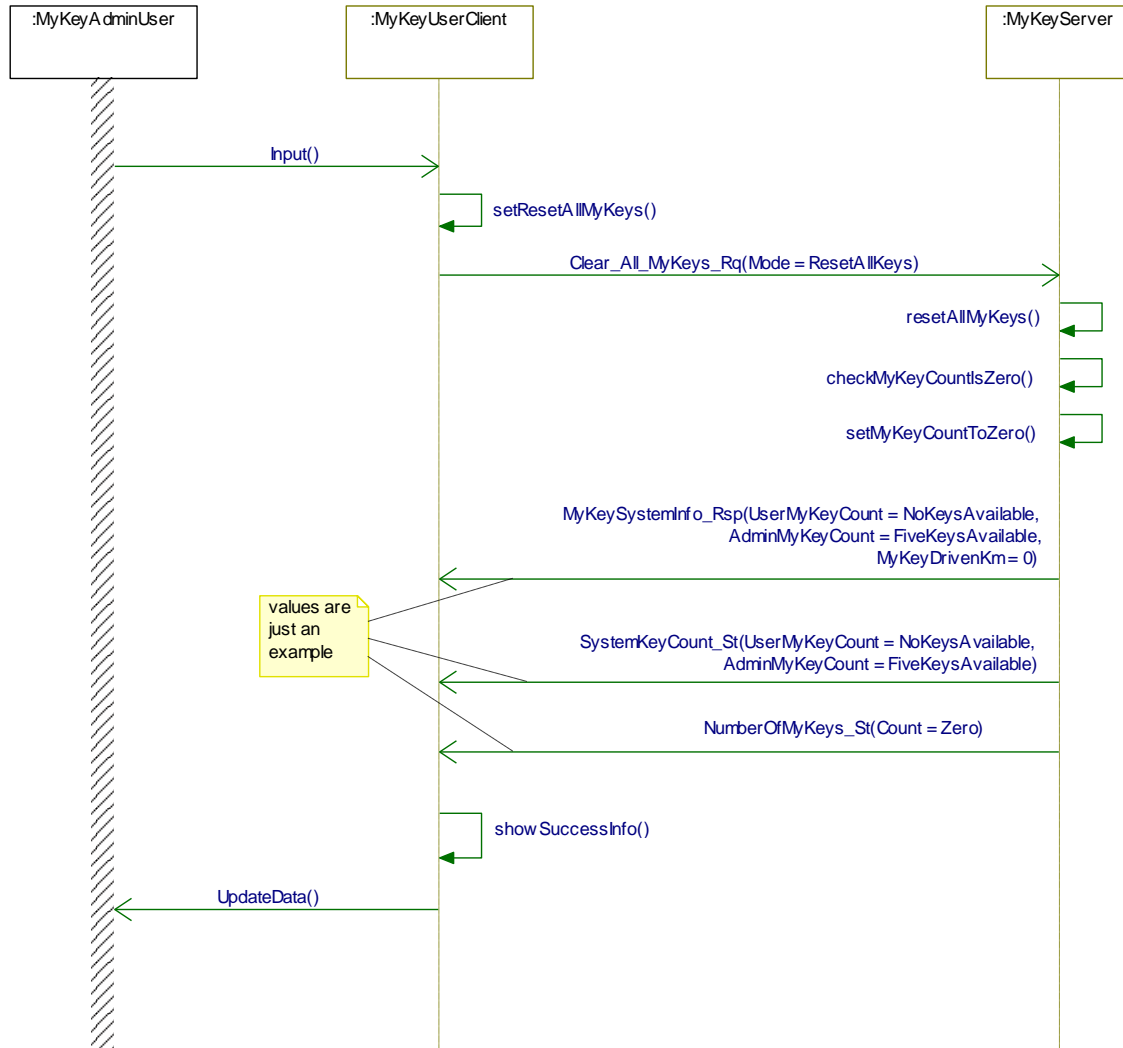 :MyKeyAdminUser
:MyKeyUserClient
:MyKeyServer
Input()
setResetAllMyKeys()
Clear_All_MyKeys_Rq(Mode = ResetAllKeys)
resetAllMyKeys()
checkMyKeyCountIsZero()
setMyKeyCountToZero()
MyKeySystemInfo_Rsp(UserMyKeyCount = NoKeysAvailable,
AdminMyKeyCount = FiveKeysAvailable,
MyKeyDrivenKm = 0)
values are
just an
example
SystemKeyCount_St(UserMyKeyCount = NoKeysAvailable,
AdminMyKeyCount = FiveKeysAvailable)
NumberOfMyKeys_St(Count = Zero)
showSuccessInfo()
UpdateData()